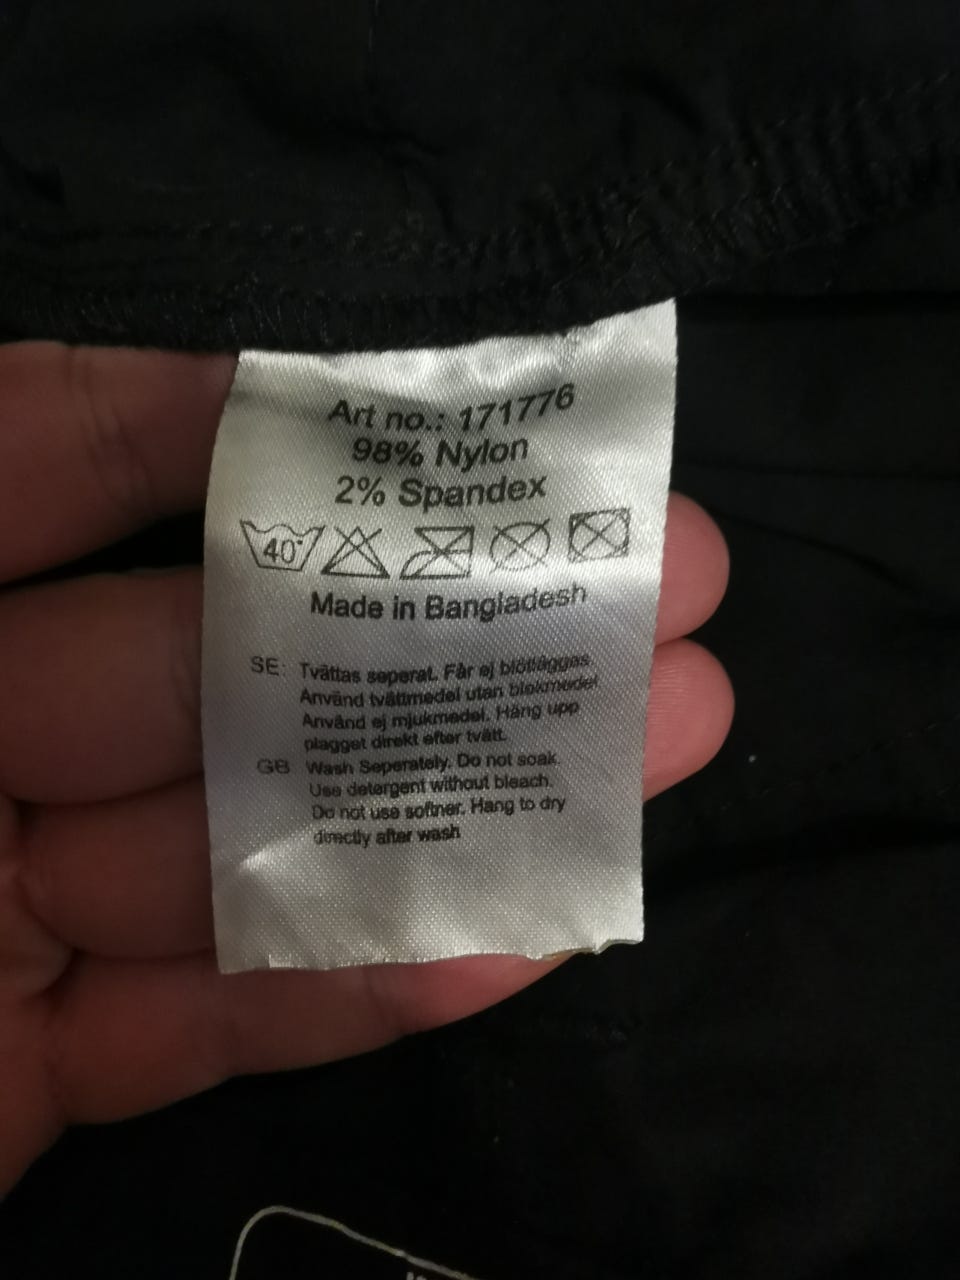 Art no.: 171776
98% Nylon
2% Spandex
40°
Made in Bangladesh
SE: Tvättas seperat. Får ej blötläggas.
Använd tvättmedel utan blekmedel
Använd ej mjukmedel. Häng upp
plagget direkt efter tvätt.
GB Wash Seperately. Do not soak.
Use detergent without bleach.
Do not use softner. Hang to dry
directly after wash